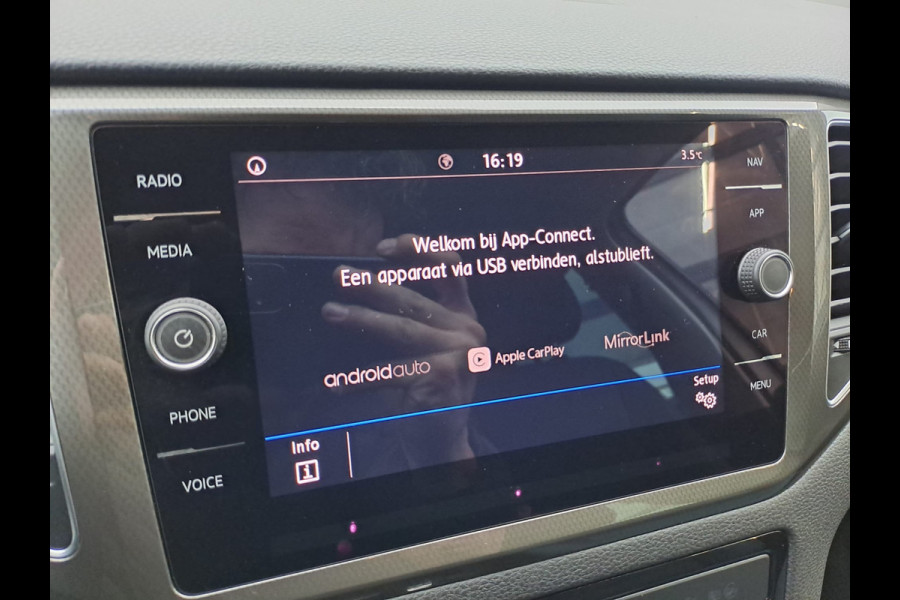 16:19
3.5°C
RADIO
MEDIA
PHONE
VOICE
Welkom bij App-Connect.
Een apparaat via USB verbinden, alstublieft.
androidauto
Apple CarPlay
MirrorLink
Info
Setup
NAV
APP
CAR
MENU